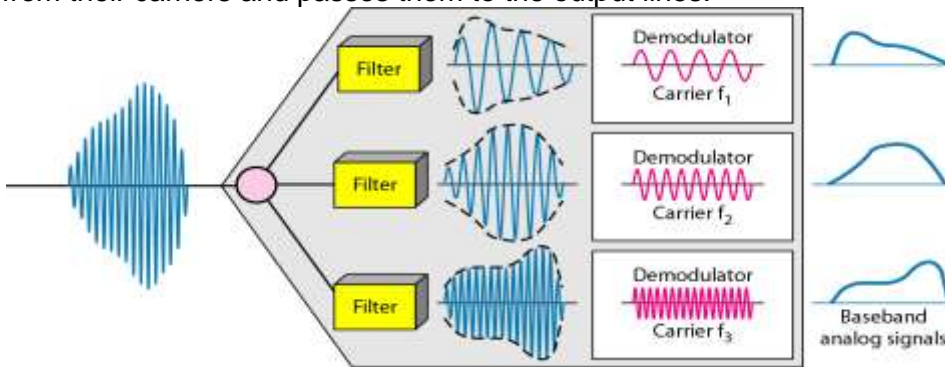 from their carriers and passes them to the output lines.
Filter
Demodulator
Carrier f1
Filter
Demodulator
Carrier f2
Filter
Demodulator
Carrier f3
Baseband
analog signals